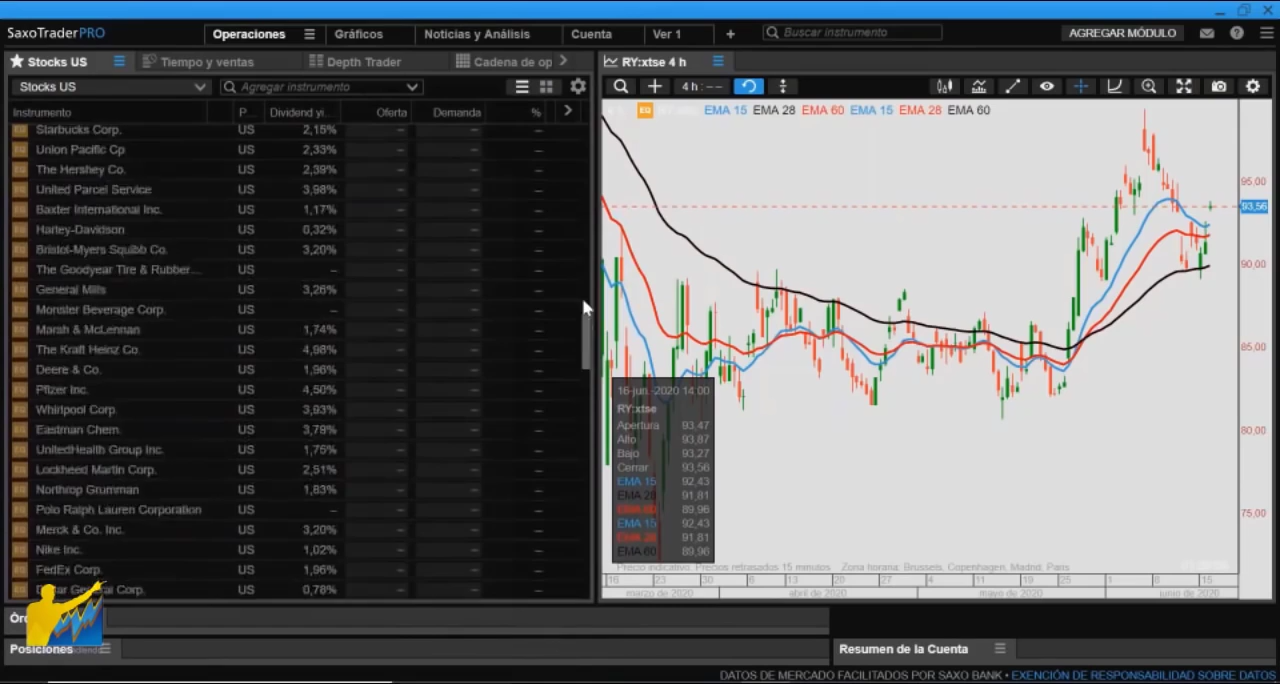 SaxoTraderPRO
Operaciones Gráficos Noticias y Análisis Cuenta Ver 1 + Buscar instrumento AGREGAR MÓDULO
Stocks US Tiempo y ventas Depth Trader Cadena de op
Stocks US Agregar instrumento
Instrumento P... Dividend yi... Oferta Demanda %
Starbucks Corp. US 2,15% – – –
Union Pacific Cp US 2,33% – – –
The Hershey Co. US 2,39% – – –
United Parcel Service US 3,98% – – –
Baxter International Inc. US 1,17% – – –
Harley-Davidson US 0,32% – – –
Bristol-Myers Squibb Co. US 3,20% – – –
The Goodyear Tire & Rubber... US – – – –
General Mills US 3,26% – – –
Monster Beverage Corp. US – – – –
Marsh & McLennan US 1,74% – – –
The Kraft Heinz Co. US 4,98% – – –
Deere & Co. US 1,96% – – –
Pfizer Inc. US 4,50% – – –
Whirlpool Corp. US 3,93% – – –
Eastman Chem. US 3,79% – – –
UnitedHealth Group Inc. US 1,75% – – –
Lockheed Martin Corp. US 2,51% – – –
Northrop Grumman US 1,83% – – –
Polo Ralph Lauren Corporation US – – – –
Merck & Co. Inc. US 3,20% – – –
Nike Inc. US 1,02% – – –
FedEx Corp. US 1,96% – – –
General Corp. US 0,78% – – –
RY:xtse 4 h
4 h : – –
EQ EMA 15 EMA 28 EMA 60 EMA 15 EMA 28 EMA 60
95,00
93,56
90,00
85,00
80,00
75,00
16-jun.-2020 14:00
RY:xtse
Apertura 93,47
Alto 93,87
Bajo 93,27
Cerrar 93,56
EMA 15 92,43
EMA 28 91,81
EMA 60 89,96
EMA 15 92,43
EMA 28 91,81
EMA 60 89,96
Precio indicativo. Precios retrasados 15 minutos Zona horaria: Brussels, Copenhagen, Madrid, Paris
16 23 30 6 13 20 27 4 11 19 25 1 8 15
marzo de 2020 abril de 2020 mayo de 2020 junio de 2020
Posiciones
Resumen de la Cuenta
DATOS DE MERCADO FACILITADOS POR SAXO BANK • EXENCIÓN DE RESPONSABILIDAD SOBRE DATOS